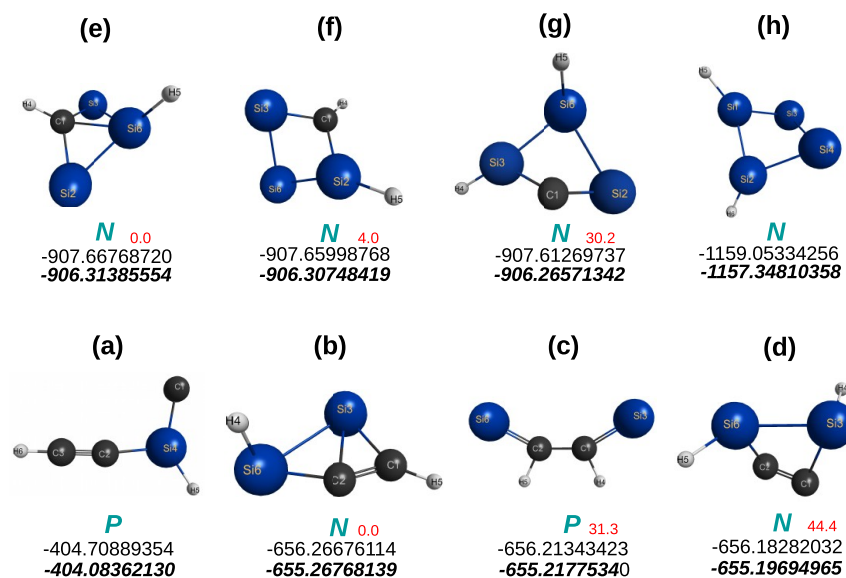 (e) (f) (g) (h)
H4 C1 Si3 Si6 H5 Si2
Si3 H4 C1 Si6 Si2 H5
H5 Si6 Si3 H4 C1 Si2
H5 Si1 Si3 Si4 Si2 H6
N 0.0 N 4.0 N 30.2 N
-907.66768720 -907.65998768 -907.61269737 -1159.05334256
-906.31385554 -906.30748419 -906.26571342 -1157.34810358
(a) (b) (c) (d)
C1 H6 C3 C2 Si4 H5
H4 Si3 Si6 C2 C1 H5
Si6 Si3 C2 C1 H5 H4
H4 Si6 Si3 H5 C2 C1
P N 0.0 P 31.3 N 44.4
-404.70889354 -656.26676114 -656.21343423 -656.18282032
-404.08362130 -655.26768139 -655.21775340 -655.19694965